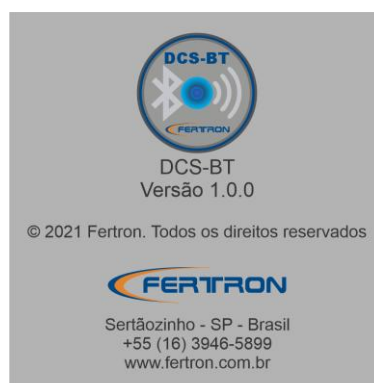 DCS-BT
FERTRON
DCS-BT
Versão 1.0.0
© 2021 Fertron. Todos os direitos reservados
FERTRON
Sertãozinho - SP - Brasil
+55 (16) 3946-5899
www.fertron.com.br